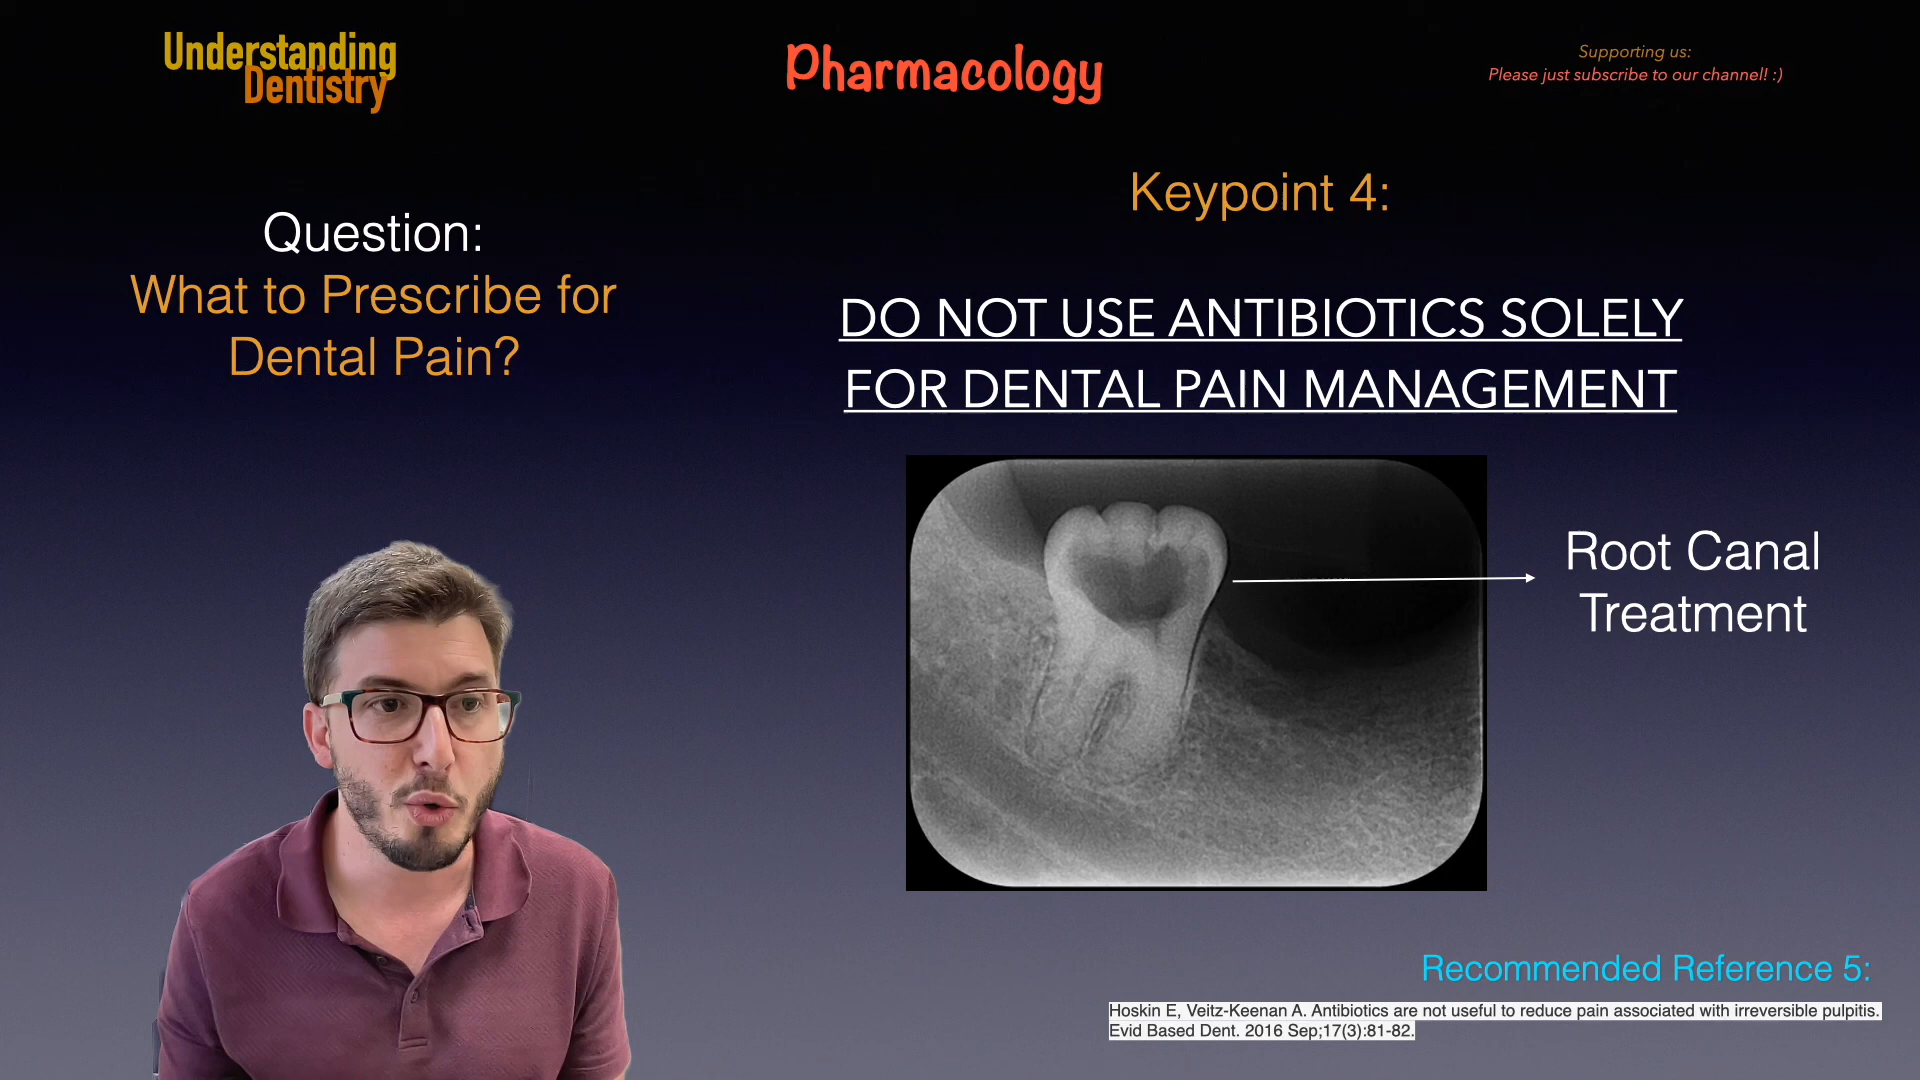 Understanding
Dentistry
Pharmacology
Supporting us:
Please just subscribe to our channel! :)
Question:
What to Prescribe for
Dental Pain?
Keypoint 4:
DO NOT USE ANTIBIOTICS SOLELY
FOR DENTAL PAIN MANAGEMENT
Root Canal
Treatment
Recommended Reference 5:
Hoskin E, Veitz-Keenan A. Antibiotics are not useful to reduce pain associated with irreversible pulpitis.
Evid Based Dent. 2016 Sep;17(3):81-82.